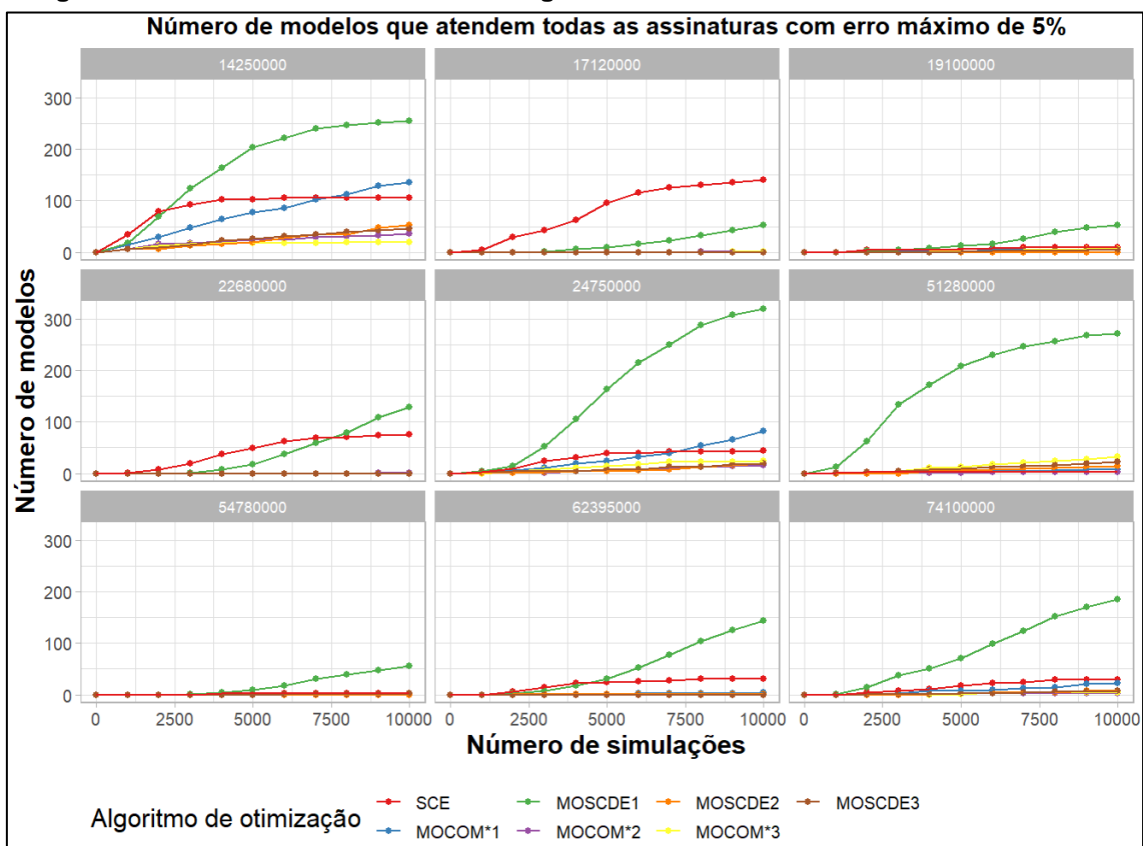 Número de modelos que atendem todas as assinaturas com erro máximo de 5%
14250000 17120000 19100000
300
200
100
0
22680000 24750000 51280000
300
200
100
0
54780000 62395000 74100000
300
200
100
0
Número de modelos
0 2500 5000 7500 10000 0 2500 5000 7500 10000 0 2500 5000 7500 10000
Número de simulações
Algoritmo de otimização
SCE MOSCDE1 MOSCDE2 MOSCDE3
MOCOM*1 MOCOM*2 MOCOM*3